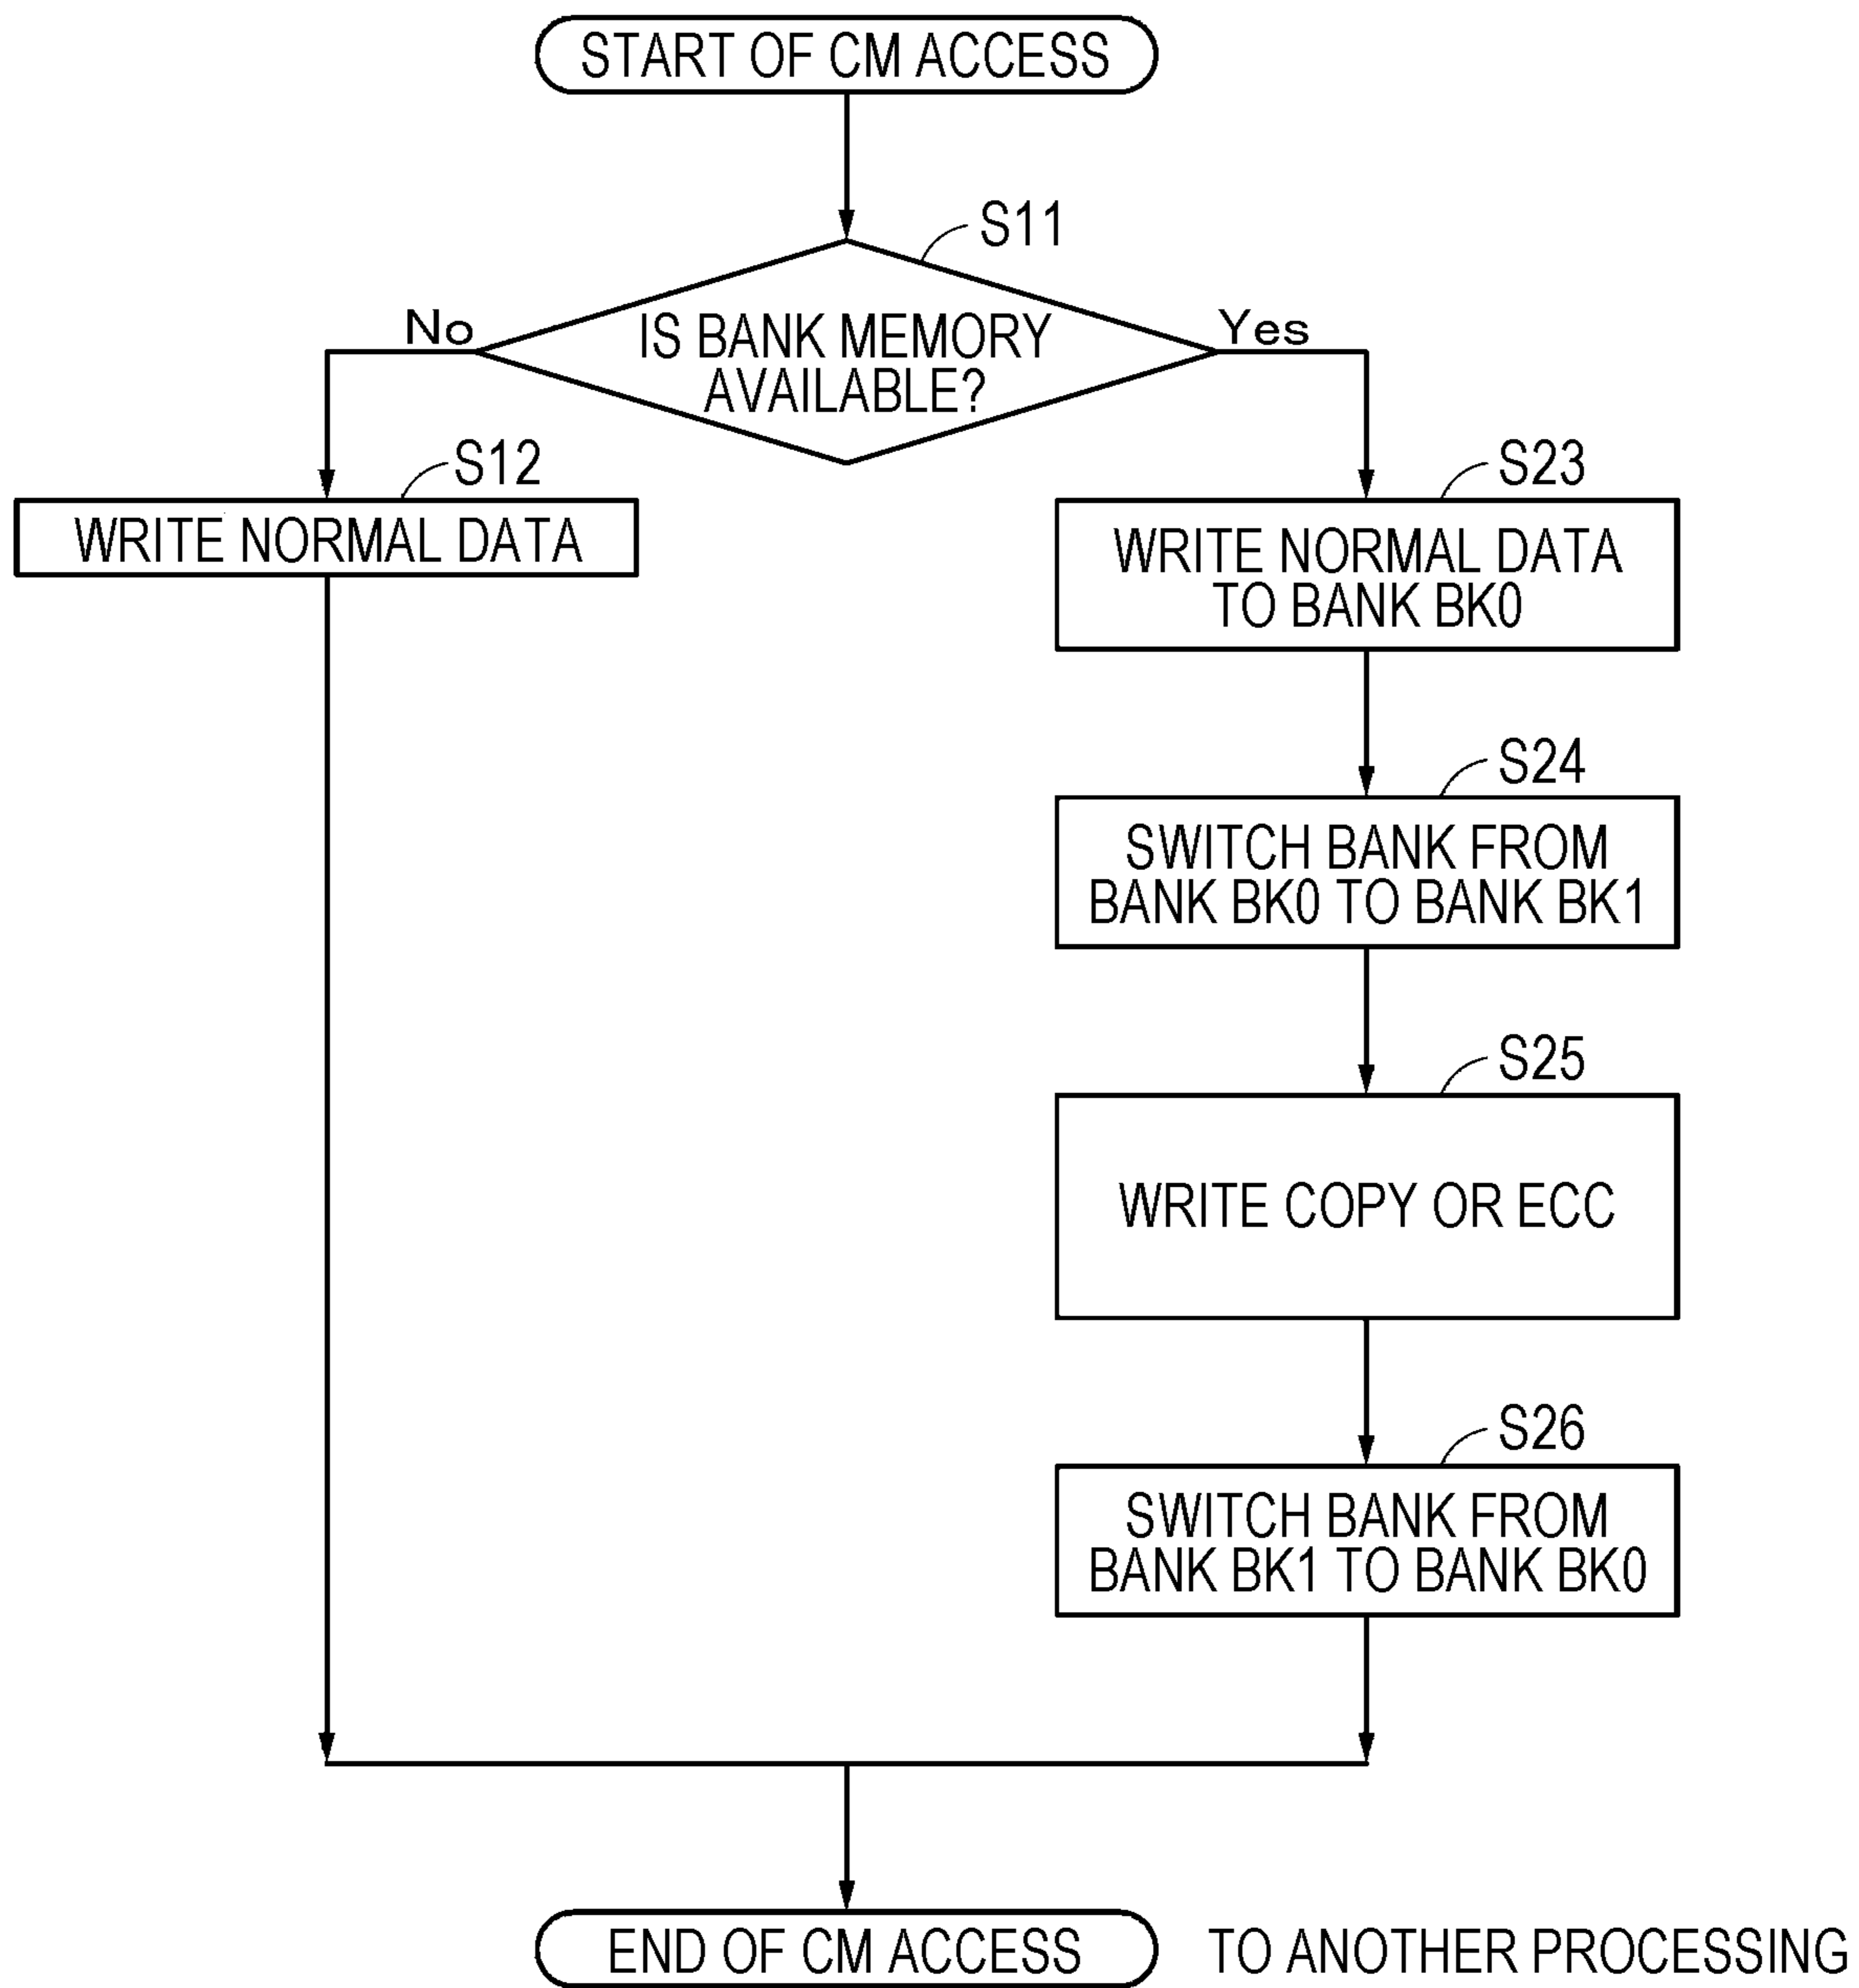 START OF CM ACCESS
S11
No
IS BANK MEMORY
AVAILABLE?
Yes
S12
WRITE NORMAL DATA
S23
WRITE NORMAL DATA
TO BANK BK0
S24
SWITCH BANK FROM
BANK BK0 TO BANK BK1
S25
WRITE COPY OR ECC
S26
SWITCH BANK FROM
BANK BK1 TO BANK BK0
END OF CM ACCESS
TO ANOTHER PROCESSING